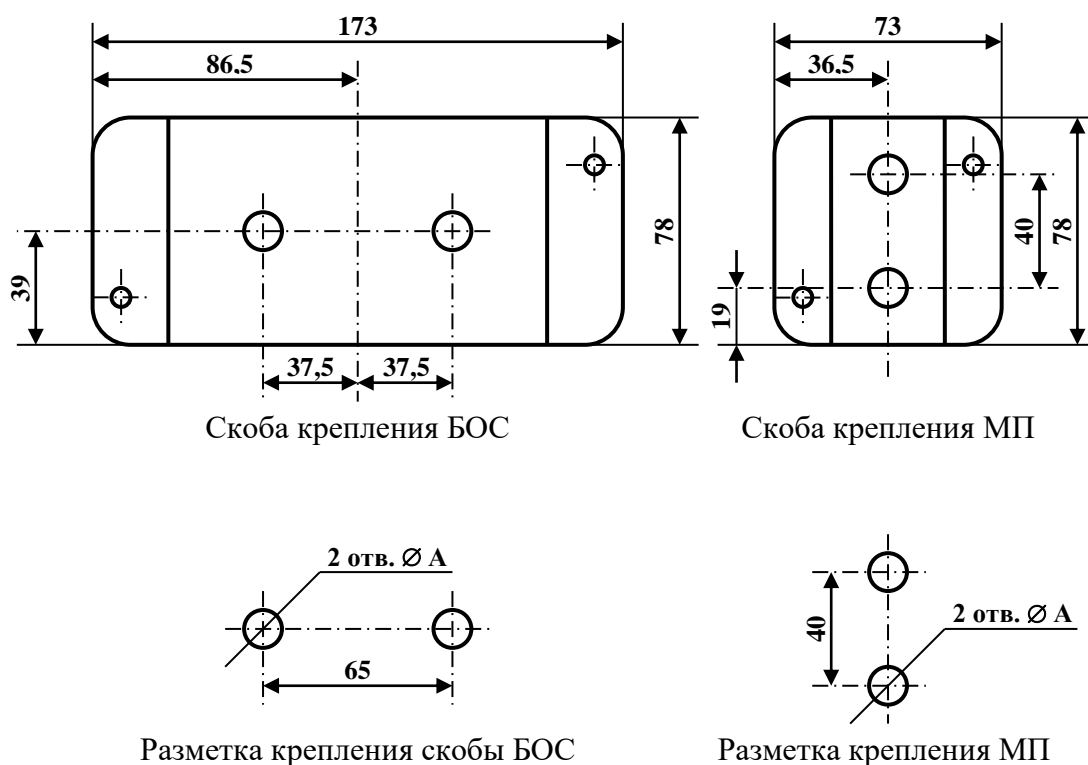 173
73
86,5
36,5
39
78
19
40
78
37,5 37,5
Скоба крепления БОС
Скоба крепления МП
2 отв. ∅ А
65
40
2 отв. ∅ А
Разметка крепления скобы БОС
Разметка крепления МП